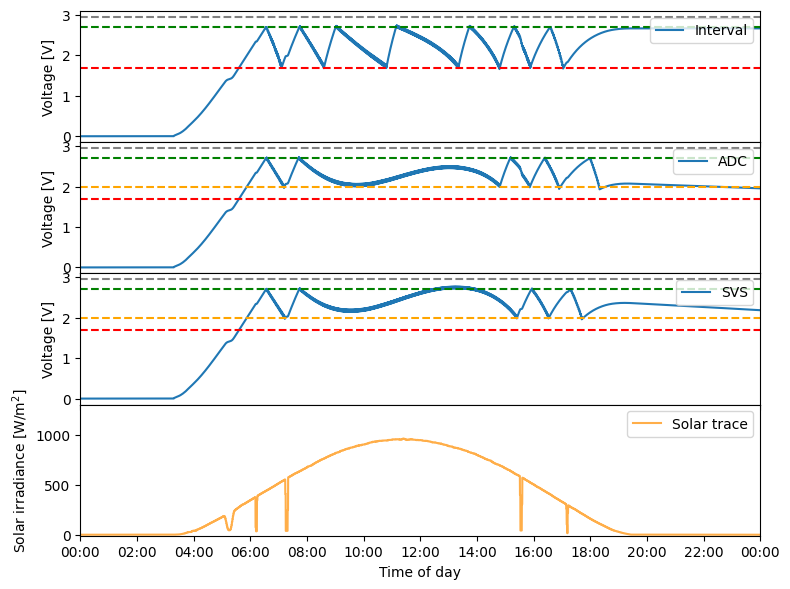 3
2
1
0
Voltage [V]
Interval
3
2
1
0
Voltage [V]
ADC
3
2
1
0
Voltage [V]
SVS
1000
500
0
Solar irradiance [W/m²]
Solar trace
00:00 02:00 04:00 06:00 08:00 10:00 12:00 14:00 16:00 18:00 20:00 22:00 00:00
Time of day